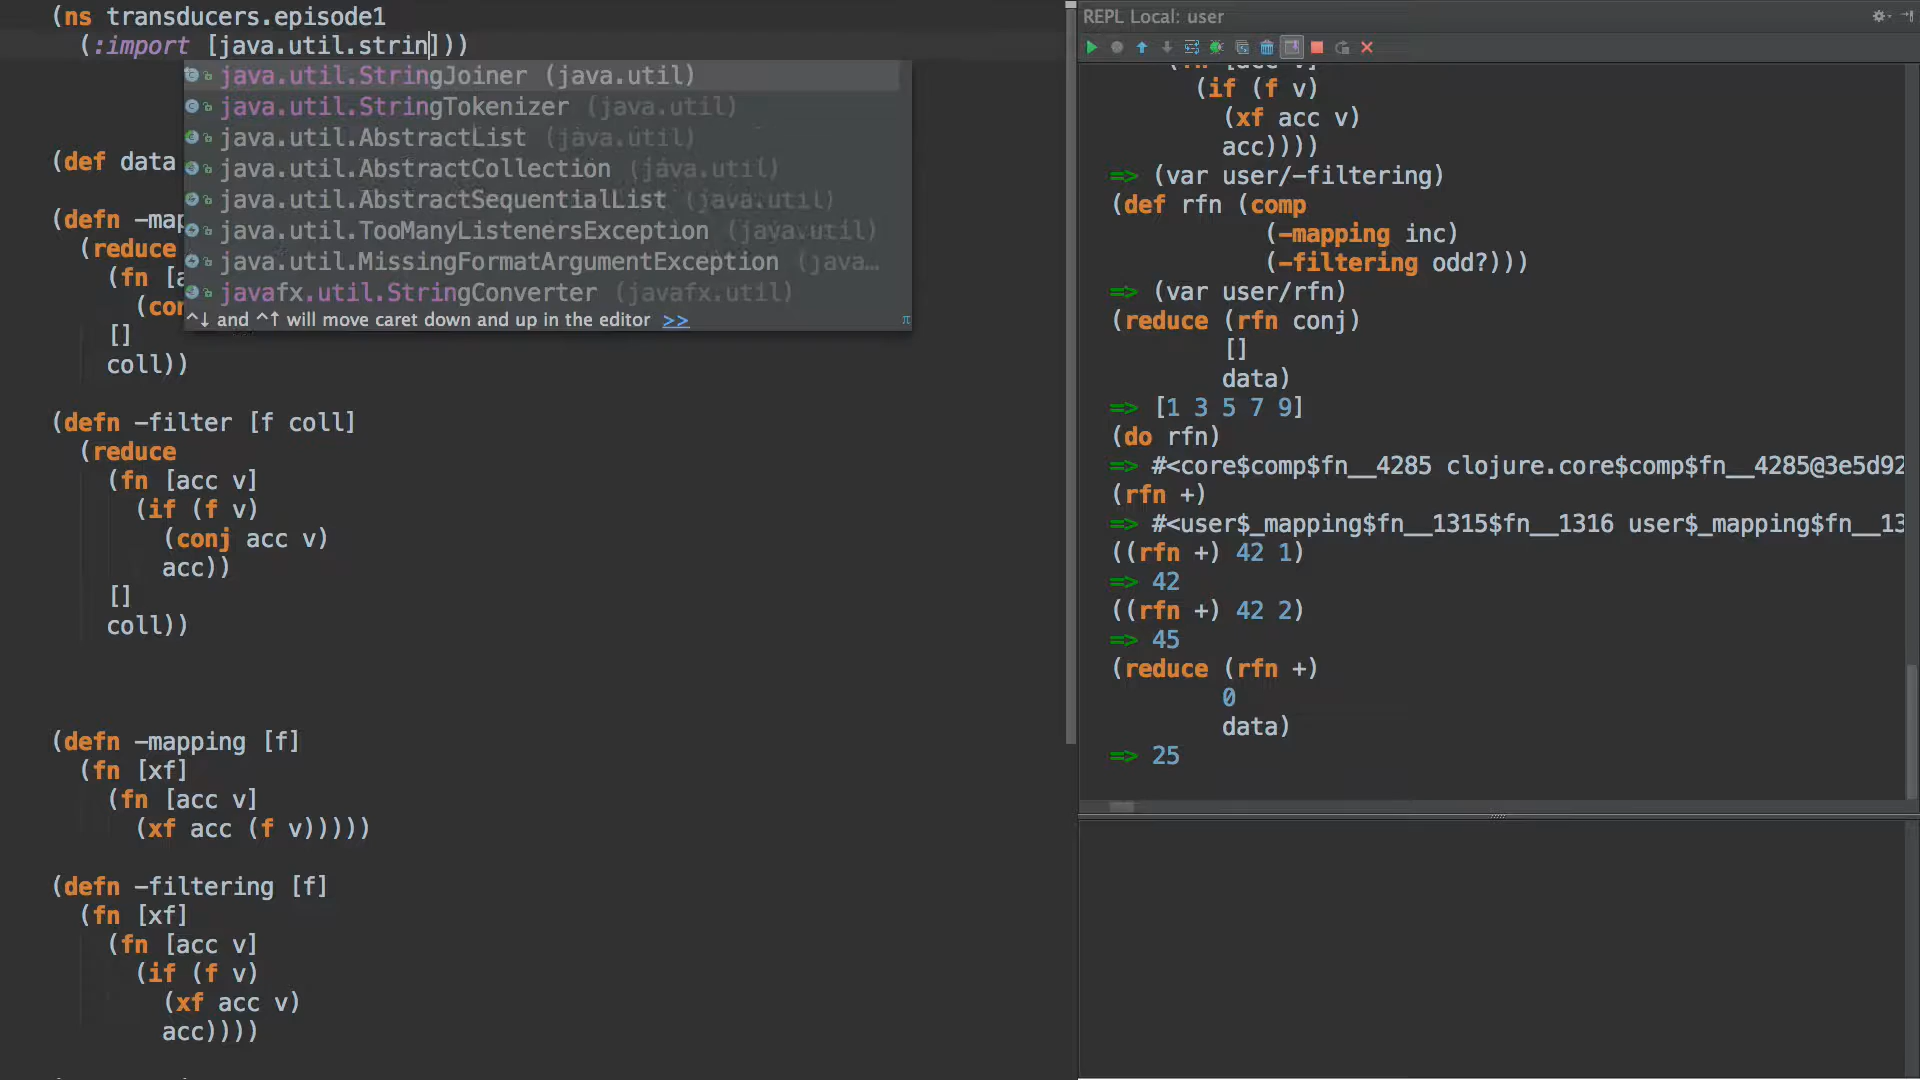 (ns transducers.episode1
(:import [java.util.strin]))
java.util.StringJoiner (java.util)
java.util.StringTokenizer (java.util)
java.util.AbstractList (java.util)
java.util.AbstractCollection (java.util)
java.util.AbstractSequentialList (java.util)
java.util.TooManyListenersException (java.util)
java.util.MissingFormatArgumentException (java…
javafx.util.StringConverter (javafx.util)
^↓ and ^↑ will move caret down and up in the editor >>
π
(def data
(defn -map
(reduce
(fn [a
(con
[]
coll))
(defn -filter [f coll]
(reduce
(fn [acc v]
(if (f v)
(conj acc v)
acc))
[]
coll))
(defn -mapping [f]
(fn [xf]
(fn [acc v]
(xf acc (f v)))))
(defn -filtering [f]
(fn [xf]
(fn [acc v]
(if (f v)
(xf acc v)
acc))))
REPL Local: user
(if (f v)
(xf acc v)
acc))))
=> (var user/-filtering)
(def rfn (comp
(-mapping inc)
(-filtering odd?)))
=> (var user/rfn)
(reduce (rfn conj)
[]
data)
=> [1 3 5 7 9]
(do rfn)
=> #<core$comp$fn__4285 clojure.core$comp$fn__4285@3e5d92
(rfn +)
=> #<user$_mapping$fn__1315$fn__1316 user$_mapping$fn__13
((rfn +) 42 1)
=> 42
((rfn +) 42 2)
=> 45
(reduce (rfn +)
0
data)
=> 25